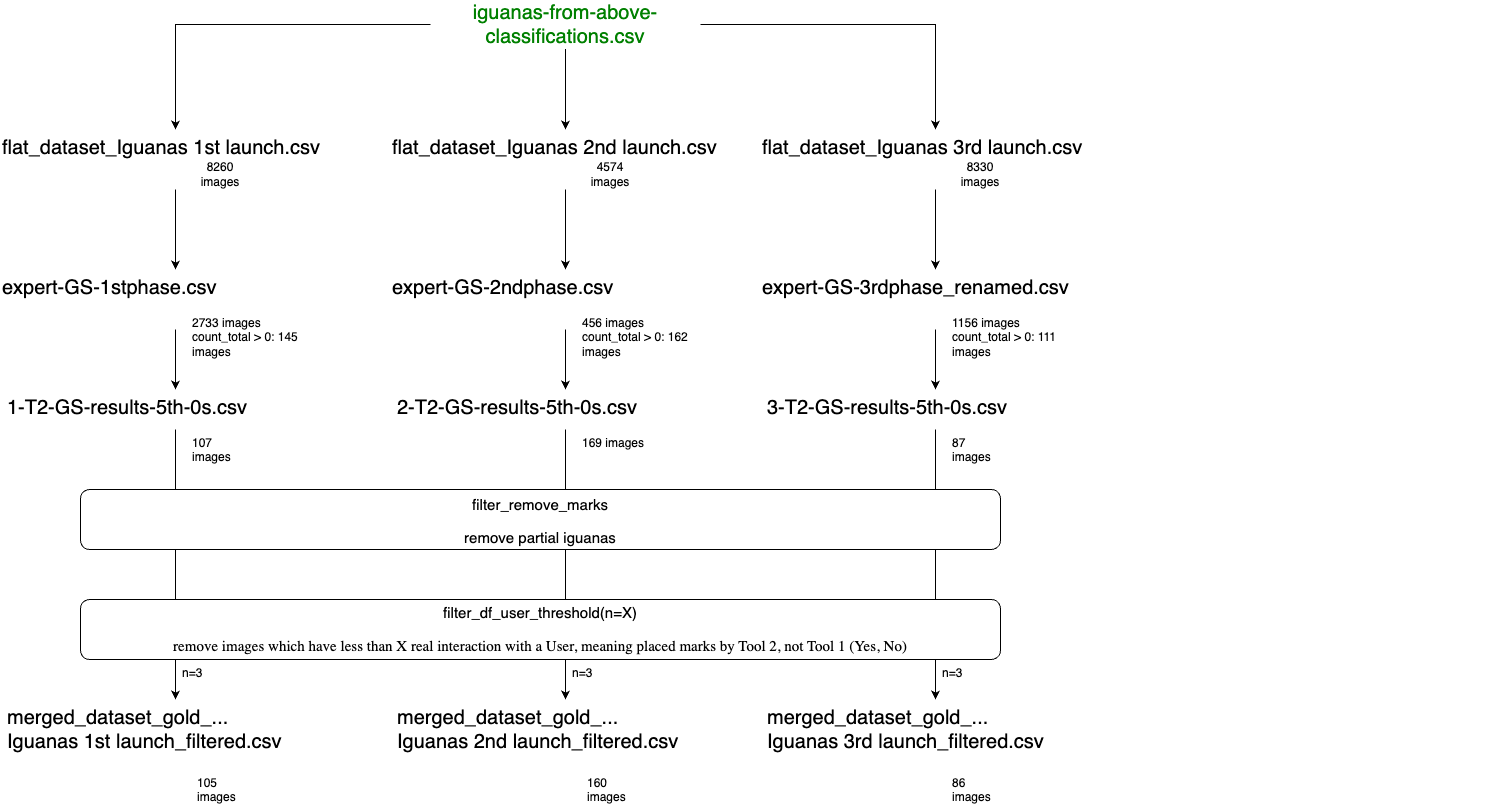 iguanas-from-above-
classifications.csv
flat_dataset_Iguanas 1st launch.csv
8260
images
flat_dataset_Iguanas 2nd launch.csv
4574
images
flat_dataset_Iguanas 3rd launch.csv
8330
images
expert-GS-1stphase.csv
expert-GS-2ndphase.csv
expert-GS-3rdphase_renamed.csv
2733 images
count_total > 0: 145
images
456 images
count_total > 0: 162
images
1156 images
count_total > 0: 111
images
1-T2-GS-results-5th-0s.csv
2-T2-GS-results-5th-0s.csv
3-T2-GS-results-5th-0s.csv
107
images
169 images
87
images
filter_remove_marks
remove partial iguanas
filter_df_user_threshold(n=X)
remove images which have less than X real interaction with a User, meaning placed marks by Tool 2, not Tool 1 (Yes, No)
n=3
n=3
n=3
merged_dataset_gold_...
Iguanas 1st launch_filtered.csv
merged_dataset_gold_...
Iguanas 2nd launch_filtered.csv
merged_dataset_gold_...
Iguanas 3rd launch_filtered.csv
105
images
160
images
86
images